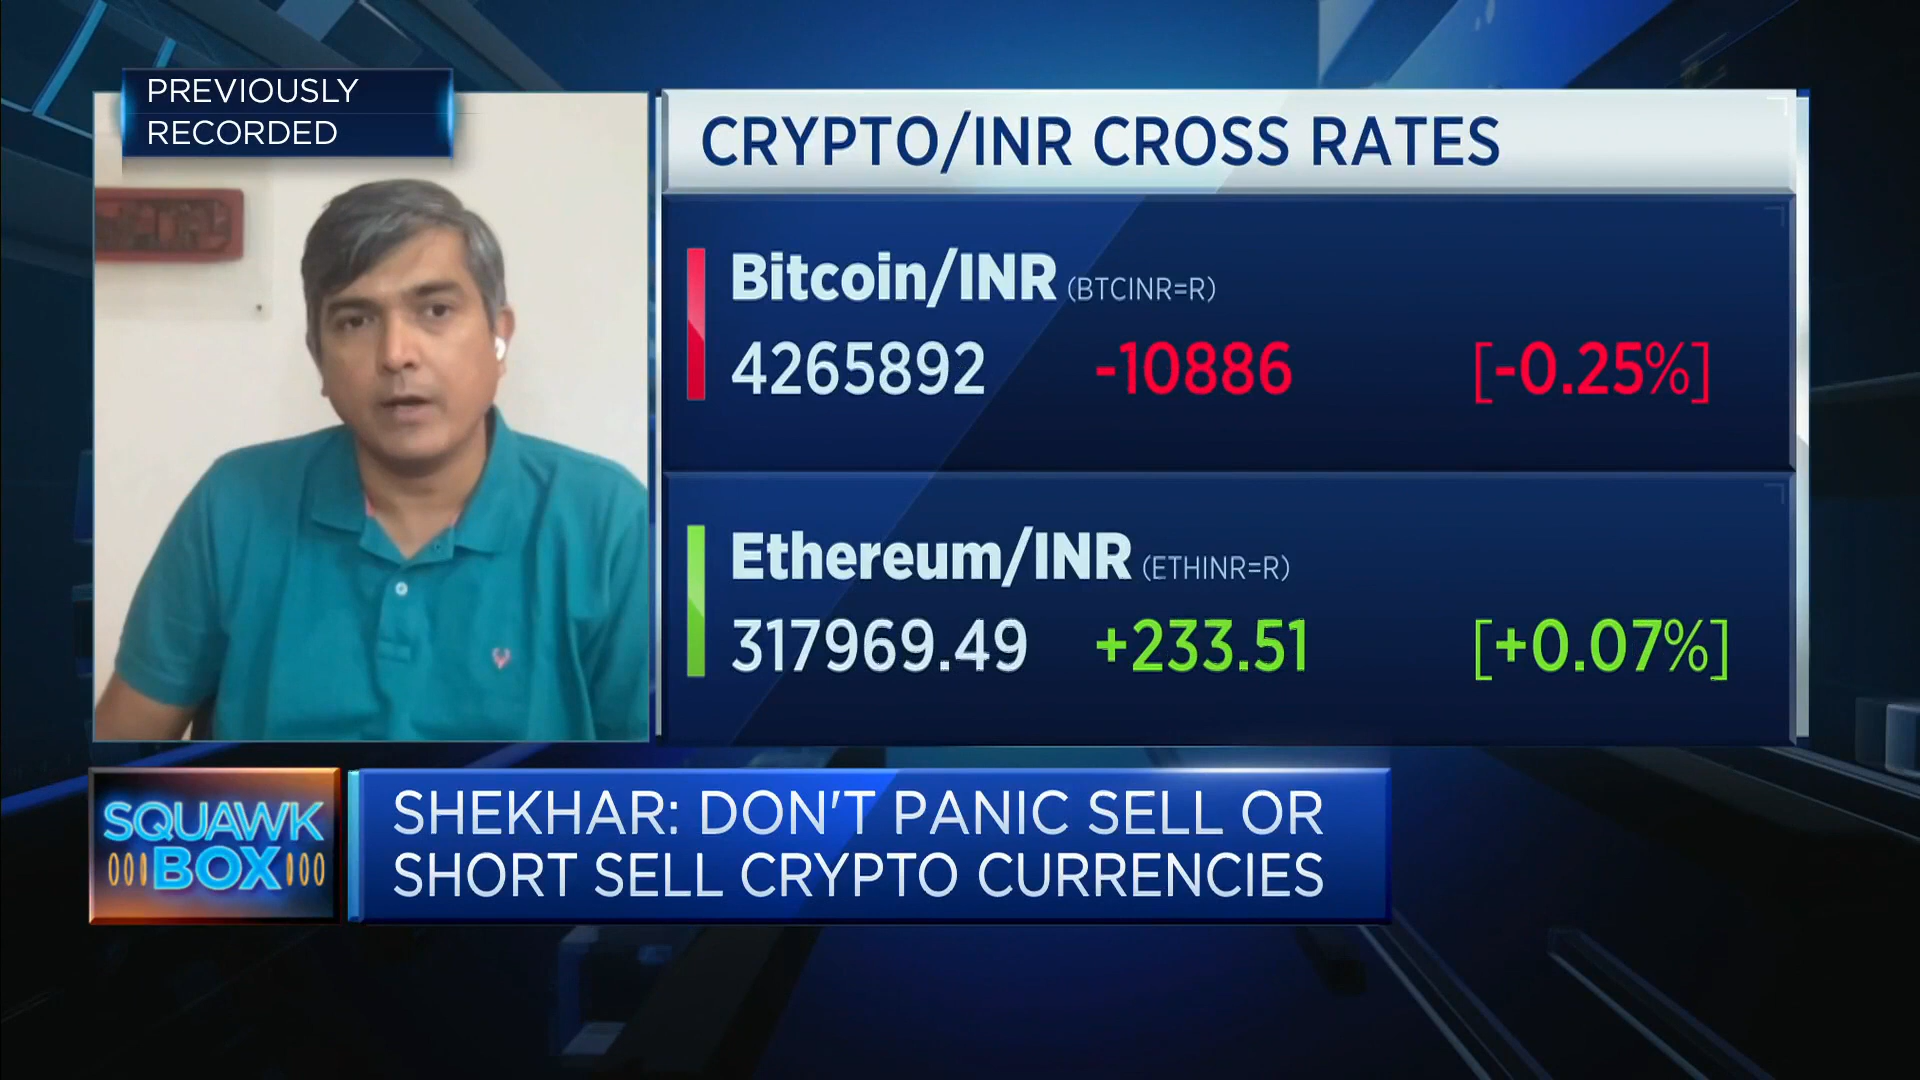 PREVIOUSLY
RECORDED
CRYPTO/INR CROSS RATES
Bitcoin/INR (BTCINR=R)
4265892 -10886 [-0.25%]
Ethereum/INR (ETHINR=R)
317969.49 +233.51 [+0.07%]
SQUAWK
BOX
SHEKHAR: DON'T PANIC SELL OR
SHORT SELL CRYPTO CURRENCIES